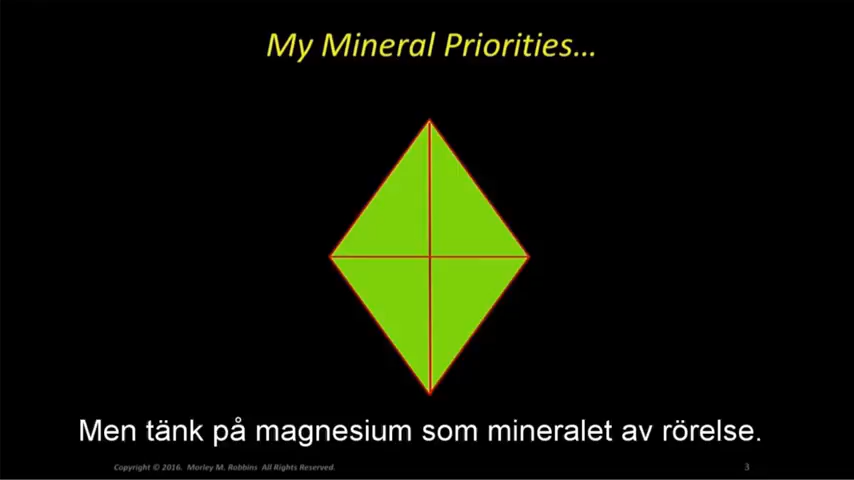 My Mineral Priorities...
Men tänk på magnesium som mineralet av rörelse.
Copyright © 2016. Morley M. Robbins All Rights Reserved.
3